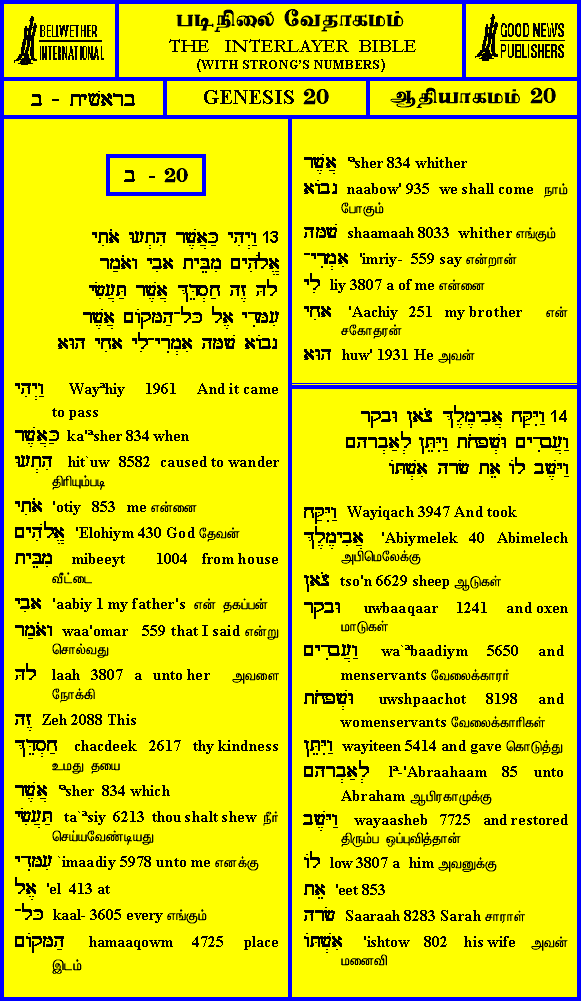 BELLWETHER
INTERNATIONAL
படிநிலை வேதாகமம்
THE INTERLAYER BIBLE
(WITH STRONG'S NUMBERS)
GOOD NEWS
PUBLISHERS
בראשית - ב
GENESIS 20
ஆதியாகமம் 20
ב - 20
13 וַיְהִי כַּאֲשֶׁר הִתְעוּ אֹתִי
אֱלֹהִים מִבֵּית אָבִי וָאֹמַר
לָהּ זֶה חַסְדֵּךְ אֲשֶׁר תַּעֲשִׂי
עִמָּדִי אֶל כָּל־הַמָּקוֹם אֲשֶׁר
נָבוֹא שָׁמָּה אִמְרִי־לִי אָחִי הוּא
וַיְהִי Wayᵃhiy 1961 And it came
to pass
כַּאֲשֶׁר ka'ᵃsher 834 when
הִתְעוּ hit`uw 8582 caused to wander
திரியும்படி
אֹתִי 'otiy 853 me என்னை
אֱלֹהִים 'Elohiym 430 God தேவன்
מִבֵּית mibeeyt 1004 from house
வீட்டை
אָבִי 'aabiy 1 my father's என் தகப்பன்
וָאֹמַר waa'omar 559 that I said என்று
சொல்வது
לָהּ laah 3807 a unto her அவளை
நோக்கி
זֶה Zeh 2088 This
חַסְדֵּךְ chacdeek 2617 thy kindness
உமது தயை
אֲשֶׁר ᵃsher 834 which
תַּעֲשִׂי ta`ᵃsiy 6213 thou shalt shew நீர்
செய்யவேண்டியது
עִמָּדִי `imaadiy 5978 unto me எனக்கு
אֶל 'el 413 at
כָּל־ kaal- 3605 every எங்கும்
הַמָּקוֹם hamaaqowm 4725 place
இடம்
אֲשֶׁר ᵃsher 834 whither
נָבוֹא naabow' 935 we shall come நாம்
போகும்
שָׁמָּה shaamaah 8033 whither எங்கும்
אִמְרִי־ 'imriy- 559 say என்றான்
לִי liy 3807 a of me என்னை
אָחִי 'Aachiy 251 my brother என்
சகோதரன்
הוּא huw' 1931 He அவன்
14 וַיִּקַּח אֲבִימֶלֶךְ צֹאן וּבָקָר
וַעֲבָדִים וּשְׁפָחֹת וַיִּתֵּן לְאַבְרָהָם
וַיָּשֶׁב לוֹ אֵת שָׂרָה אִשְׁתּוֹ
וַיִּקַּח Wayiqach 3947 And took
אֲבִימֶלֶךְ 'Abiymelek 40 Abimelech
அபிமெலேக்கு
צֹאן tso'n 6629 sheep ஆடுகள்
וּבָקָר uwbaaqaar 1241 and oxen
மாடுகள்
וַעֲבָדִים wa`ᵃbaadiym 5650 and
menservants வேலைக்காரர்
וּשְׁפָחֹת uwshpaachot 8198 and
womenservants வேலைக்காரிகள்
וַיִּתֵּן wayiteen 5414 and gave கொடுத்து
לְאַבְרָהָם lᵃ-'Abraahaam 85 unto
Abraham ஆபிரகாமுக்கு
וַיָּשֶׁב wayaasheb 7725 and restored
திரும்ப ஒப்புவித்தான்
לוֹ low 3807 a him அவனுக்கு
אֵת 'eet 853
שָׂרָה Saaraah 8283 Sarah சாராள்
אִשְׁתּוֹ 'ishtow 802 his wife அவன்
மனைவி